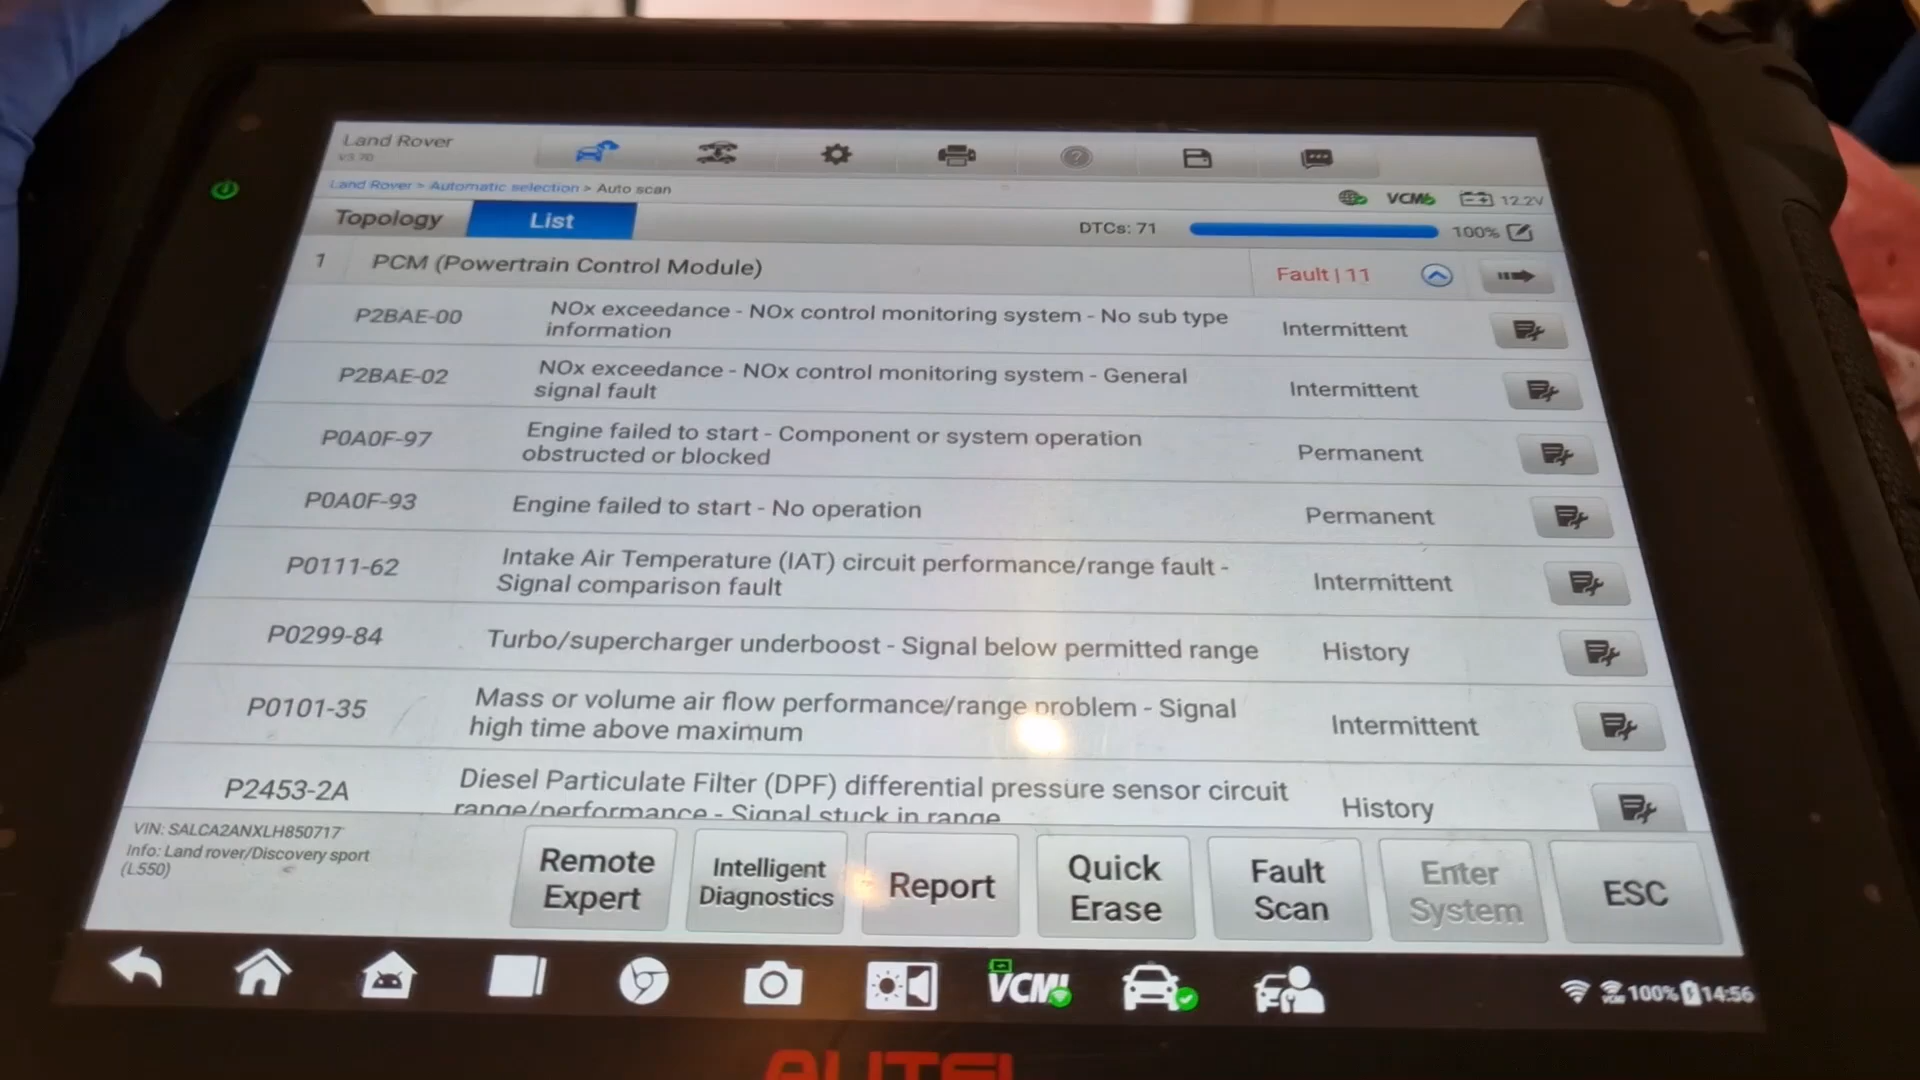 Land Rover
V3.70
Land Rover > Automatic selection > Auto scan
VCMI
12.2V
Topology
List
DTCs: 71
100%
1 PCM (Powertrain Control Module) Fault | 11
P2BAE-00 NOx exceedance - NOx control monitoring system - No sub type
information Intermittent
P2BAE-02 NOx exceedance - NOx control monitoring system - General
signal fault Intermittent
P0A0F-97 Engine failed to start - Component or system operation
obstructed or blocked Permanent
P0A0F-93 Engine failed to start - No operation Permanent
P0111-62 Intake Air Temperature (IAT) circuit performance/range fault -
Signal comparison fault Intermittent
P0299-84 Turbo/supercharger underboost - Signal below permitted range History
P0101-35 Mass or volume air flow performance/range problem - Signal
high time above maximum Intermittent
P2453-2A Diesel Particulate Filter (DPF) differential pressure sensor circuit
range/performance - Signal stuck in range History
VIN: SALCA2ANXLH850717
Info: Land rover/Discovery sport
(L550)
Remote
Expert
Intelligent
Diagnostics
Report
Quick
Erase
Fault
Scan
Enter
System
ESC
VCMI
100% 14:56
AUTEL